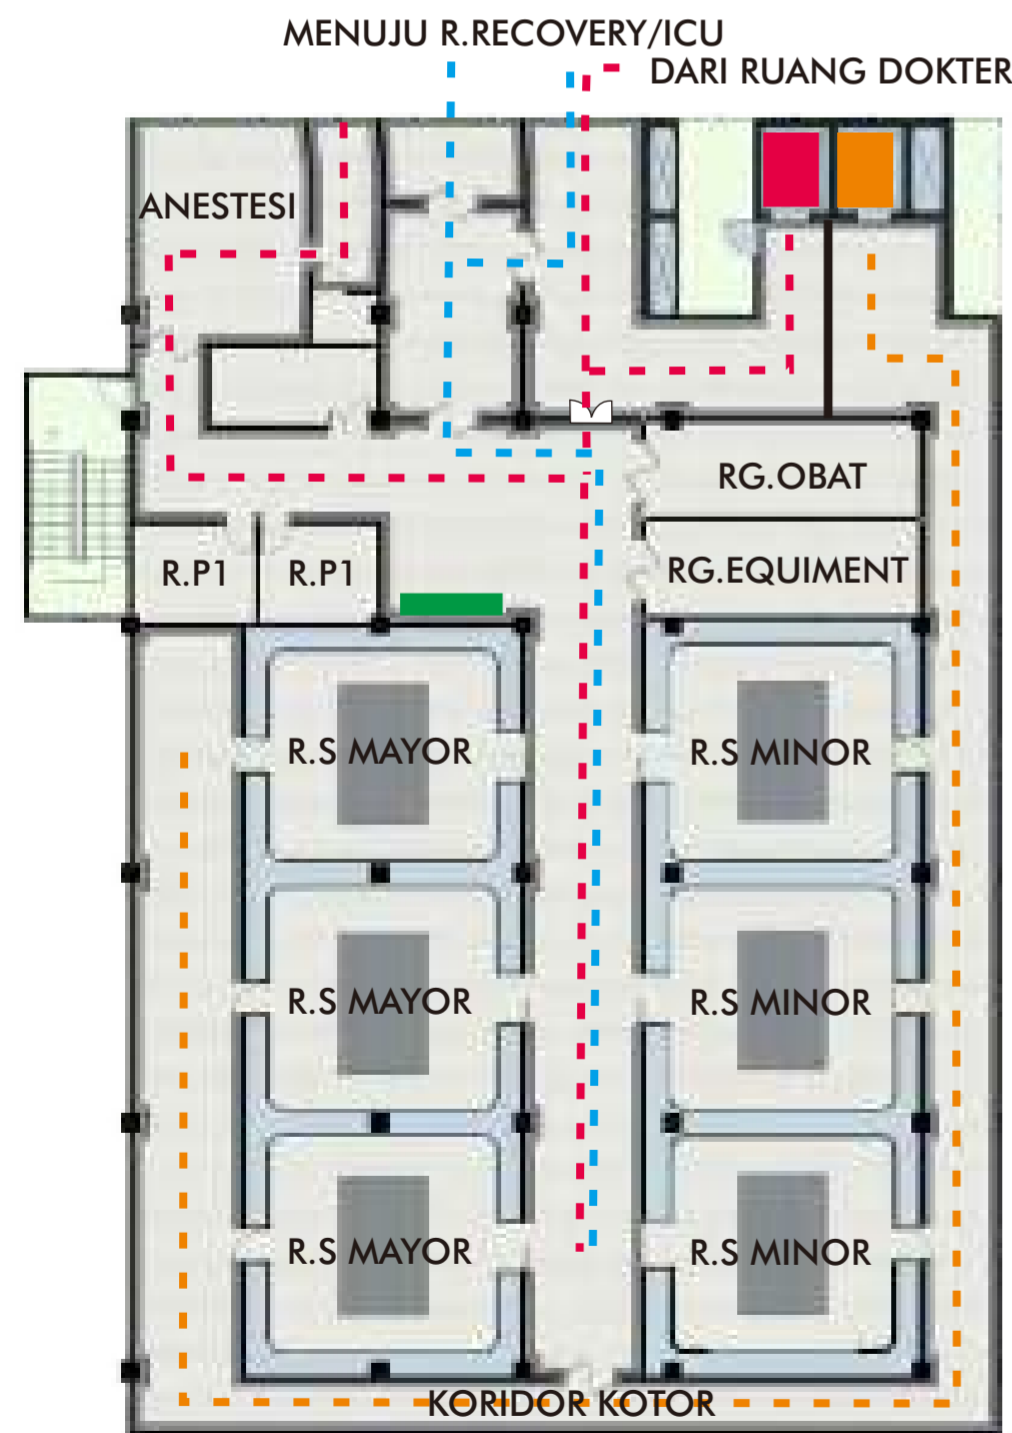 MENUJU R.RECOVERY/ICU
DARI RUANG DOKTER
ANESTESI
RG.OBAT
R.P1
R.P1
RG.EQUIMENT
R.S MAYOR
R.S MINOR
R.S MAYOR
R.S MINOR
R.S MAYOR
R.S MINOR
KORIDOR KOTOR